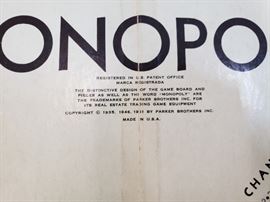 ONOPO
REGISTERED IN U.S. PATENT OFFICE
MARCA REGISTRADA
THE DISTINCTIVE DESIGN OF THE GAME BOARD AND
PIECES AS WELL AS THE WORD "MONOPOLY" ARE
THE TRADEMARKS OF PARKER BROTHERS INC. FOR
ITS REAL ESTATE TRADING GAME EQUIPMENT
COPYRIGHT © 1935, 1946, 1911 BY PARKER BROTHERS INC.
MADE IN U.S.A.
CHAN